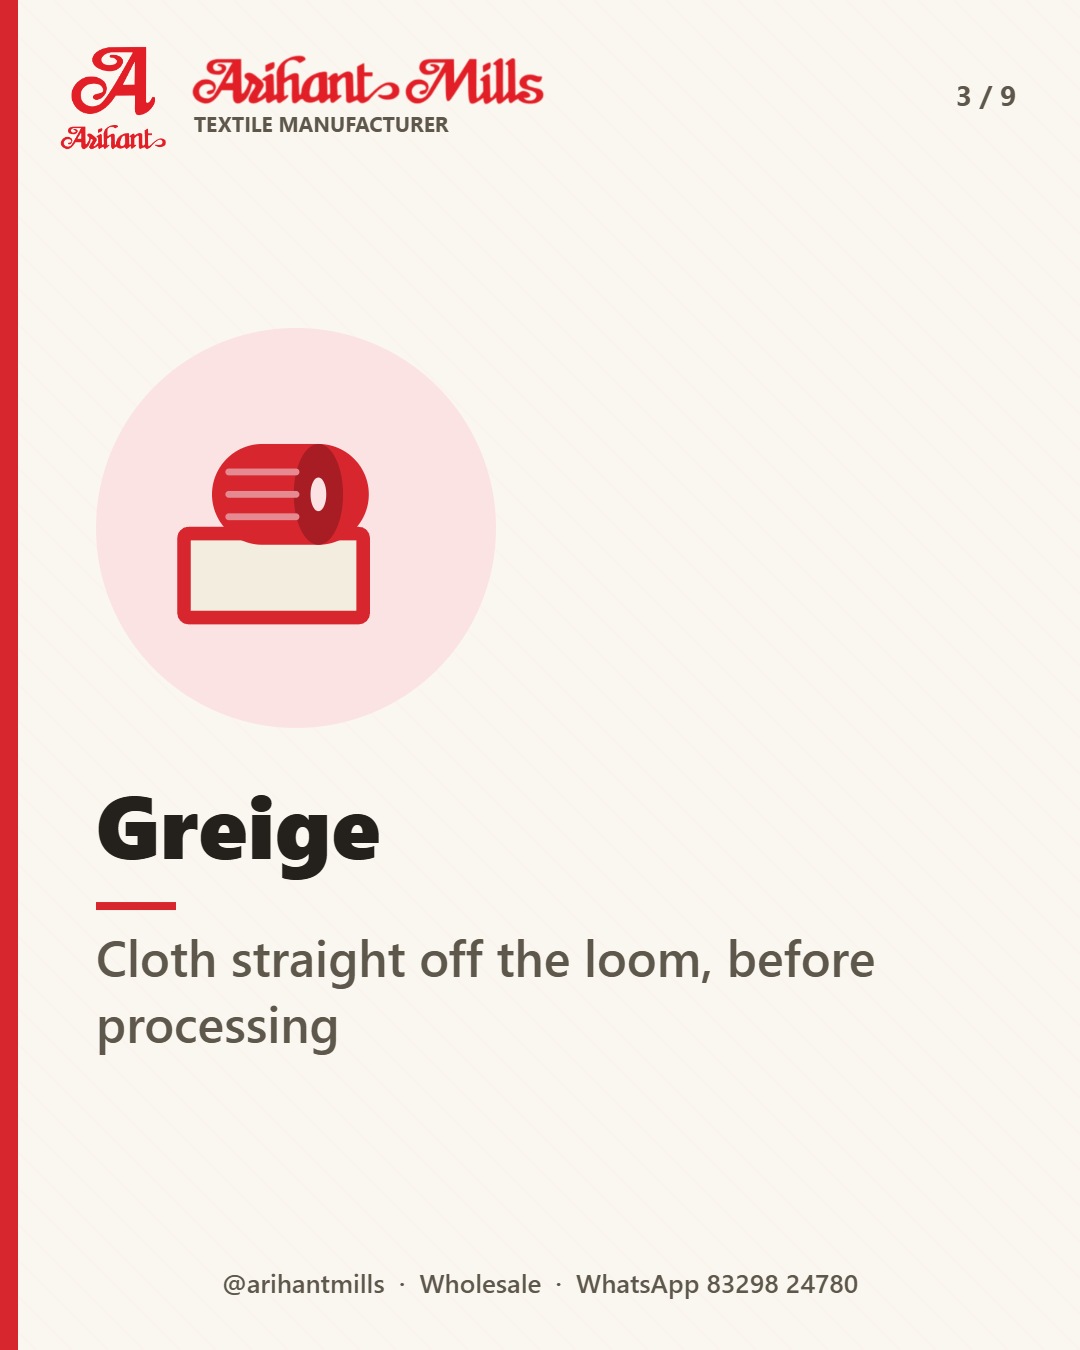 A
Arihant
Arihant Mills
TEXTILE MANUFACTURER
3 / 9
Greige
Cloth straight off the loom, before
processing
@arihantmills · Wholesale · WhatsApp 83298 24780